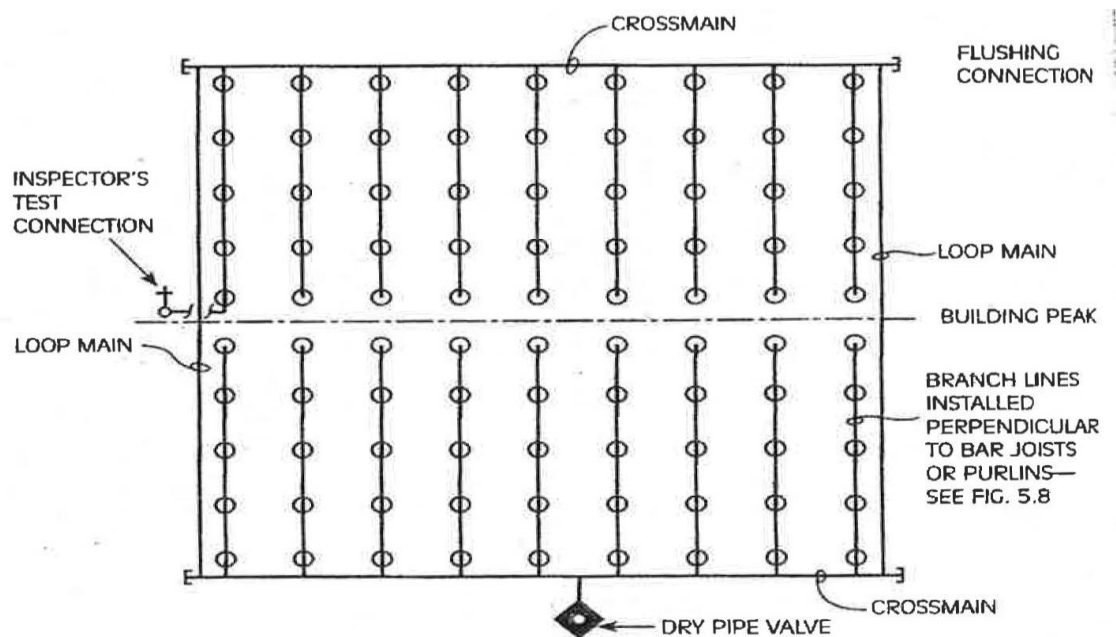 CROSSMAIN
FLUSHING
CONNECTION
INSPECTOR'S
TEST
CONNECTION
LOOP MAIN
BUILDING PEAK
LOOP MAIN
BRANCH LINES
INSTALLED
PERPENDICULAR
TO BAR JOISTS
OR PURLINS—
SEE FIG. 5.8
CROSSMAIN
DRY PIPE VALVE